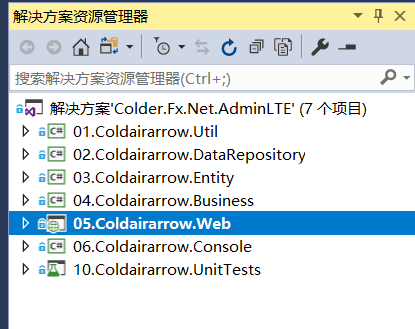 解决方案资源管理器
搜索解决方案资源管理器(Ctrl+;)
解决方案'Colder.Fx.Net.AdminLTE' (7 个项目)
C# 01.Coldairarrow.Util
C# 02.Coldairarrow.DataRepository
C# 03.Coldairarrow.Entity
C# 04.Coldairarrow.Business
05.Coldairarrow.Web
C# 06.Coldairarrow.Console
10.Coldairarrow.UnitTests